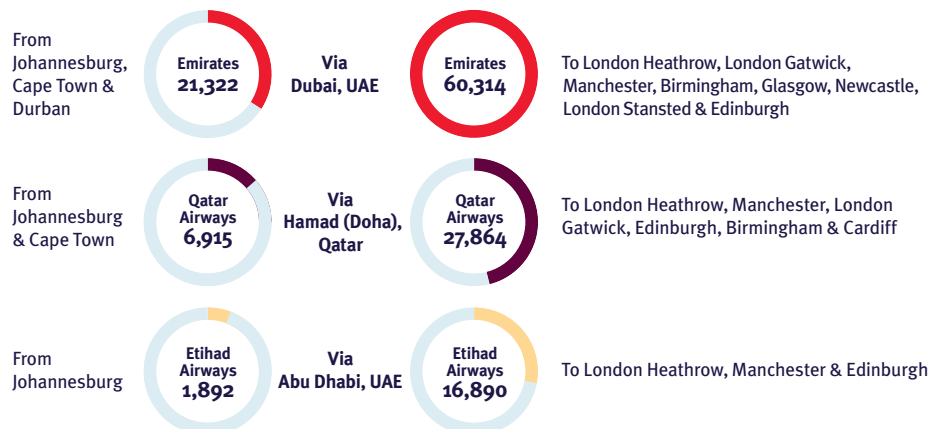 From
Johannesburg,
Cape Town &
Durban
Emirates
21,322
Via
Dubai, UAE
Emirates
60,314
To London Heathrow, London Gatwick,
Manchester, Birmingham, Glasgow, Newcastle,
London Stansted & Edinburgh
From
Johannesburg
& Cape Town
Qatar
Airways
6,915
Via
Hamad (Doha),
Qatar
Qatar
Airways
27,864
To London Heathrow, Manchester, London
Gatwick, Edinburgh, Birmingham & Cardiff
From
Johannesburg
Etihad
Airways
1,892
Via
Abu Dhabi, UAE
Etihad
Airways
16,890
To London Heathrow, Manchester & Edinburgh